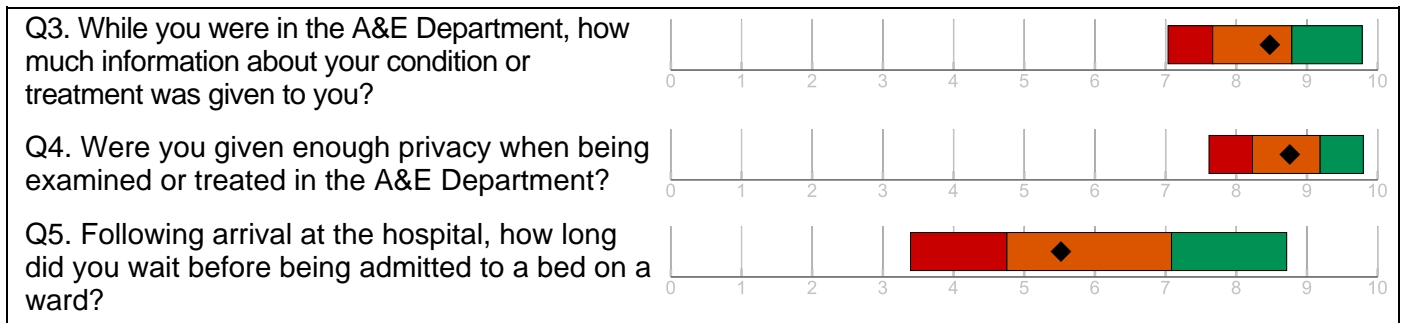 Q3. While you were in the A&E Department, how
much information about your condition or
treatment was given to you?
0 1 2 3 4 5 6 7 8 9 10
Q4. Were you given enough privacy when being
examined or treated in the A&E Department?
0 1 2 3 4 5 6 7 8 9 10
Q5. Following arrival at the hospital, how long
did you wait before being admitted to a bed on a
ward?
0 1 2 3 4 5 6 7 8 9 10